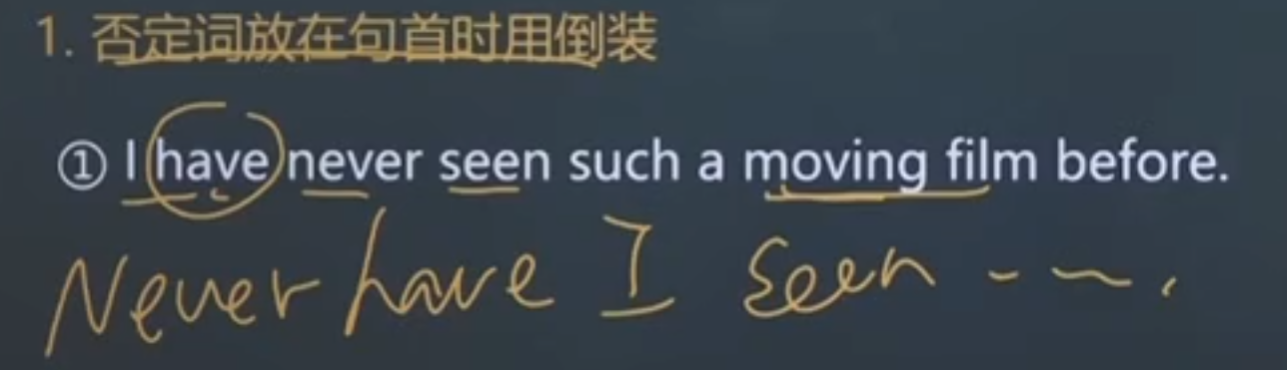 1. 否定词放在句首时用倒装
① I have never seen such a moving film before.
Never have I seen -- ~.